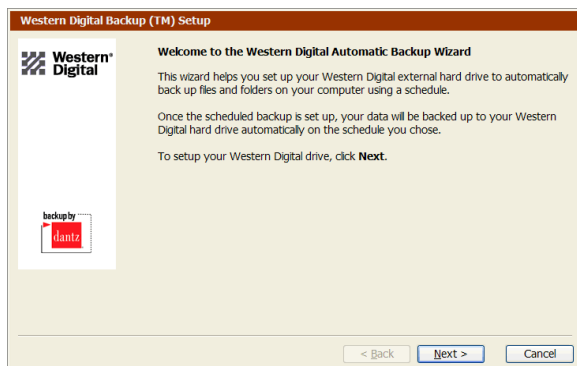 Western Digital Backup (TM) Setup
Western®
Digital
Welcome to the Western Digital Automatic Backup Wizard
This wizard helps you set up your Western Digital external hard drive to automatically
back up files and folders on your computer using a schedule.
Once the scheduled backup is set up, your data will be backed up to your Western
Digital hard drive automatically on the schedule you chose.
To setup your Western Digital drive, click Next.
backup by
dantz
< Back
Next >
Cancel